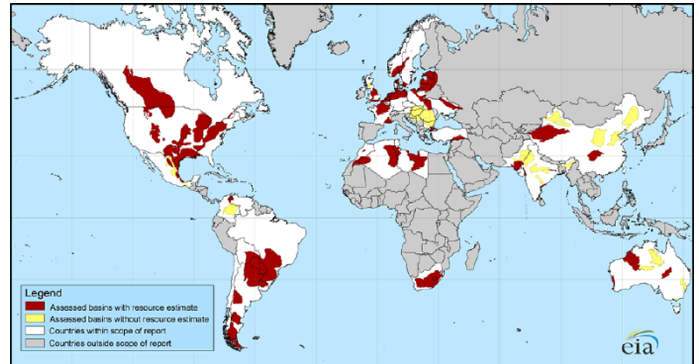 Legend
Assessed basins with resource estimate
Assessed basins without resource estimate
Countries within scope of report
Countries outside scope of report
eia